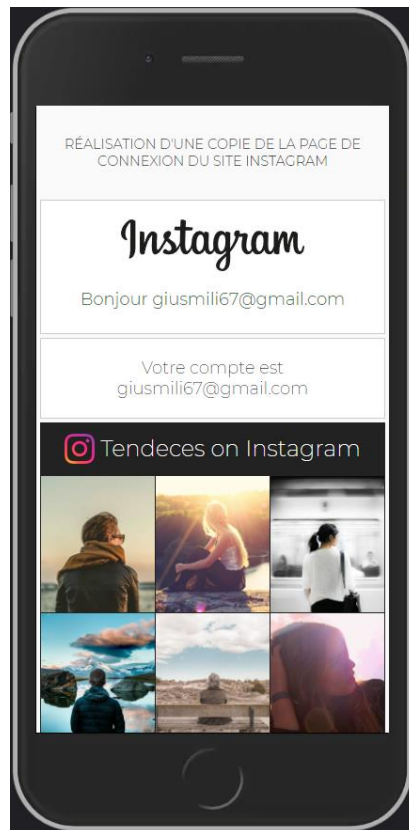 RÉALISATION D'UNE COPIE DE LA PAGE DE
CONNEXION DU SITE INSTAGRAM
Instagram
Bonjour giusmili67@gmail.com
Votre compte est
giusmili67@gmail.com
Tendeces on Instagram